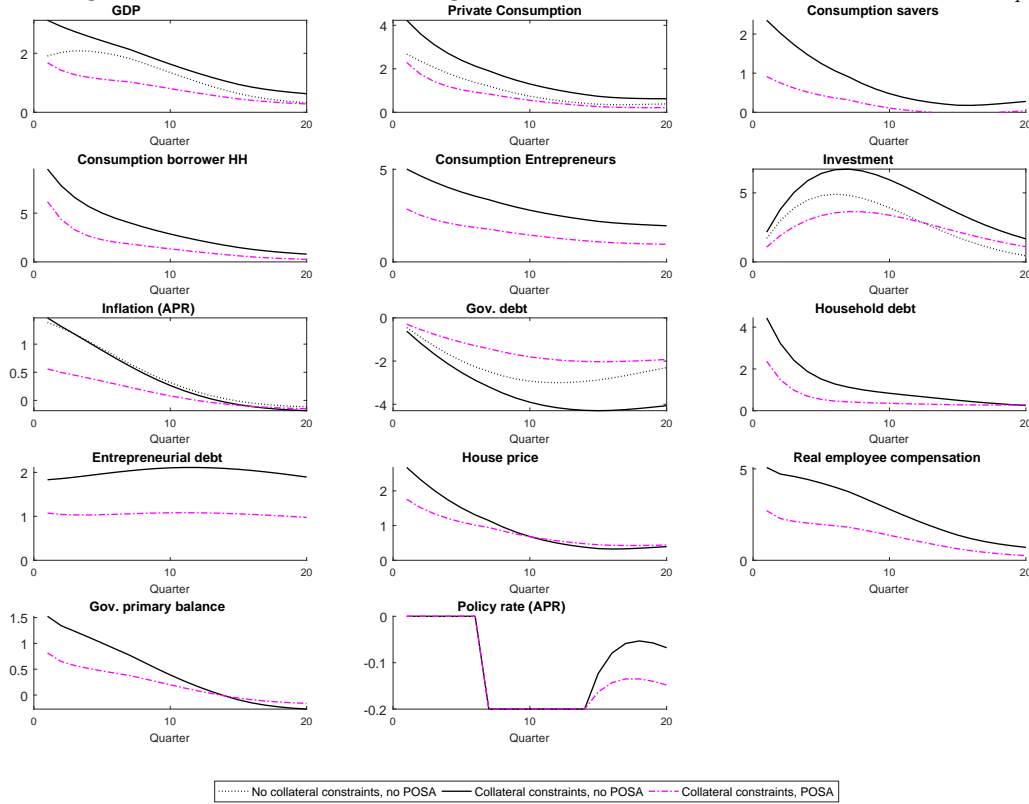 GDP
2
0
0
10
20
Quarter
Private Consumption
4
2
0
0
10
20
Quarter
Consumption savers
2
1
0
0
10
20
Quarter
Consumption borrower HH
5
0
0
10
20
Quarter
Consumption Entrepreneurs
5
0
0
10
20
Quarter
Investment
5
0
0
10
20
Quarter
Inflation (APR)
1
0.5
0
0
10
20
Quarter
Gov. debt
0
-2
-4
0
10
20
Quarter
Household debt
4
2
0
0
10
20
Quarter
Entrepreneurial debt
2
1
0
0
10
20
Quarter
House price
2
1
0
0
10
20
Quarter
Real employee compensation
5
0
0
10
20
Quarter
Gov. primary balance
1.5
1
0.5
0
0
10
20
Quarter
Policy rate (APR)
0
-0.1
-0.2
0
10
20
Quarter
No collateral constraints, no POSA
Collateral constraints, no POSA
Collateral constraints, POSA